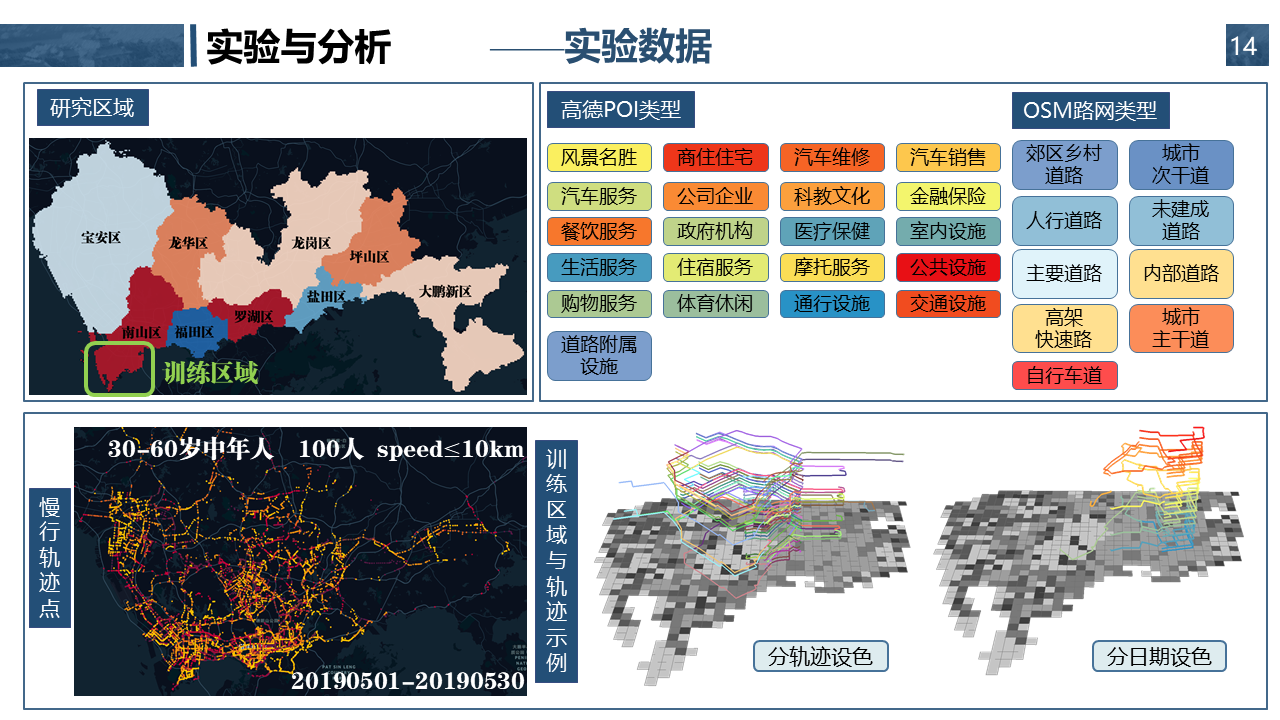 实验与分析
——实验数据
14
研究区域
宝安区
龙华区
龙岗区
坪山区
大鹏新区
盐田区
罗湖区
福田区
南山区
训练区域
高德POI类型
风景名胜 商住住宅 汽车维修 汽车销售
汽车服务 公司企业 科教文化 金融保险
餐饮服务 政府机构 医疗保健 室内设施
生活服务 住宿服务 摩托服务 公共设施
购物服务 体育休闲 通行设施 交通设施
道路附属
设施
OSM路网类型
郊区乡村
道路
城市
次干道
人行道路
未建成
道路
主要道路
内部道路
高架
快速路
城市
主干道
自行车道
慢行轨迹点
30-60岁中年人 100人 speed≤10km
PAT SIN LENG
20190501-20190530
训练区域与轨迹示例
分轨迹设色
分日期设色